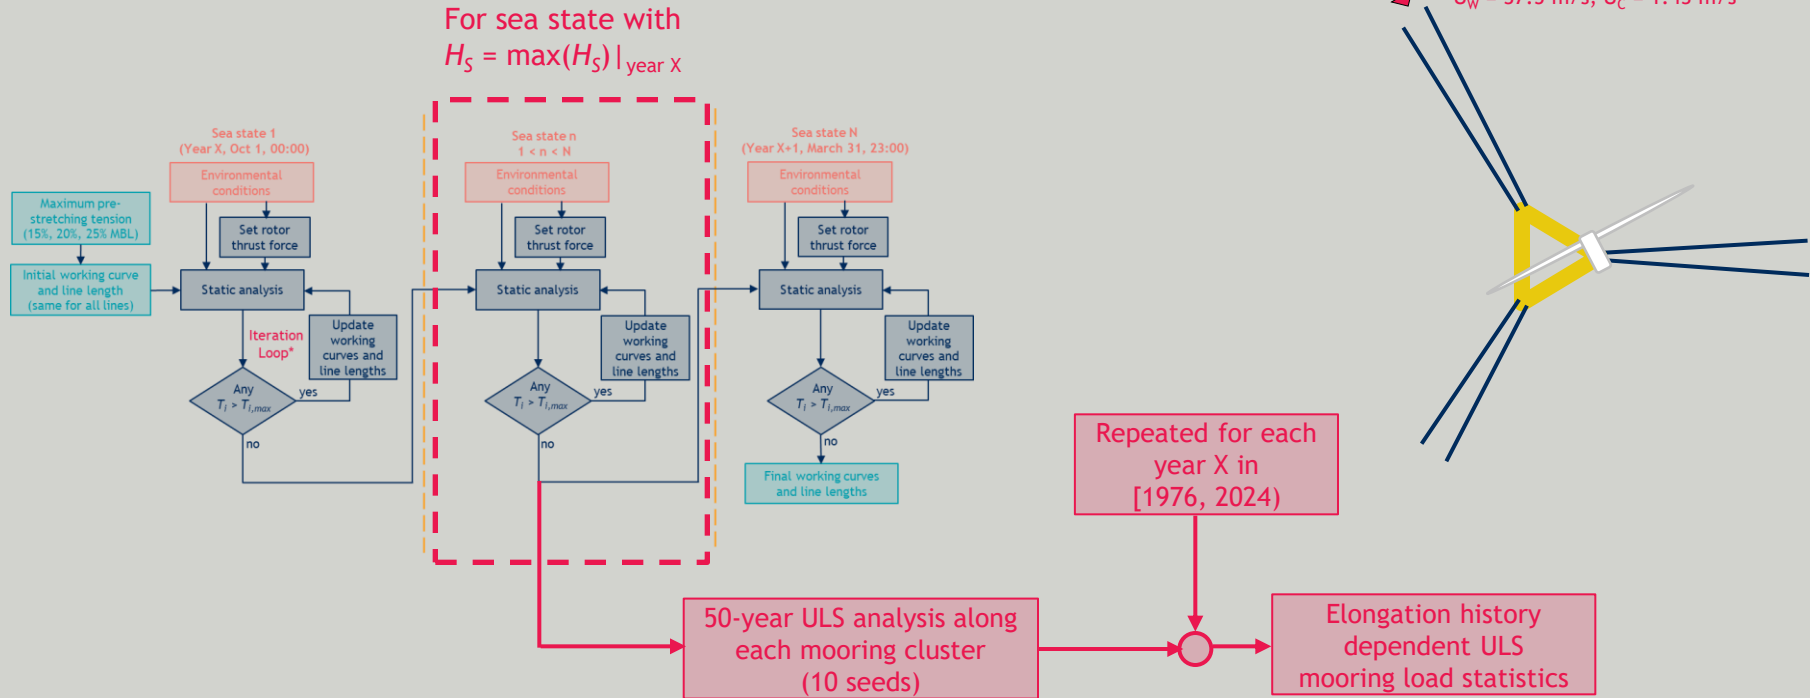 For sea state with
H_S = max(H_S)|_year X
U_W = 37.5 m/s, U_C = 1.45 m/s
Sea state 1
(Year X, Oct 1, 00:00)
Environmental
conditions
Maximum pre-
stretching tension
(15%, 20%, 25% MBL)
Set rotor
thrust force
Initial working curve
and line length
(same for all lines)
Static analysis
Iteration
Loop*
Update
working
curves and
line lengths
Any
T_i > T_i,max
yes
no
Sea state n
1 < n < N
Environmental
conditions
Set rotor
thrust force
Static analysis
Update
working
curves and
line lengths
Any
T_i > T_i,max
yes
no
Sea state N
(Year X+1, March 31, 23:00)
Environmental
conditions
Set rotor
thrust force
Static analysis
Update
working
curves and
line lengths
Any
T_i > T_i,max
yes
no
Final working curves
and line lengths
Repeated for each
year X in
[1976, 2024)
50-year ULS analysis along
each mooring cluster
(10 seeds)
Elongation history
dependent ULS
mooring load statistics